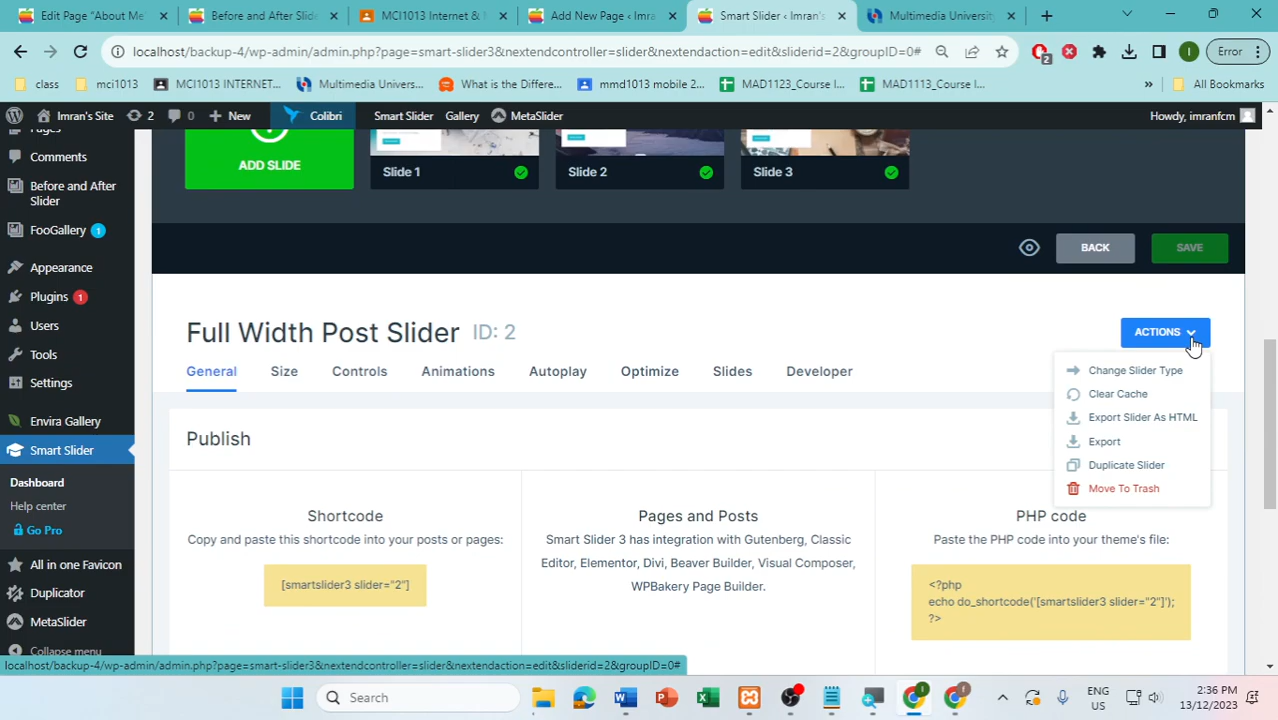 Edit Page "About Me"
Before and After Slide
MCI1013 Internet &
Add New Page ‹ Imra
Smart Slider ‹ Imran's
Multimedia University
localhost/backup-4/wp-admin/admin.php?page=smart-slider3&nextendcontroller=slider&nextendaction=edit&sliderid=2&groupID=0#
2
I
Error
class
mci1013
MCI1013 INTERNET...
Multimedia Univers...
What is the Differe...
mmd1013 mobile 2...
MAD1123_Course I...
MAD1113_Course I...
»
All Bookmarks
Imran's Site
2
0
New
Colibri
Smart Slider
Gallery
MetaSlider
Howdy, imranfcm
Pages
Comments
Before and After
Slider
FooGallery 1
Appearance
Plugins 1
Users
Tools
Settings
Envira Gallery
Smart Slider
Dashboard
Help center
Go Pro
All in one Favicon
Duplicator
MetaSlider
Collapse menu
ADD SLIDE
Slide 1
Slide 2
Slide 3
BACK
SAVE
Full Width Post Slider ID: 2
ACTIONS
General
Size
Controls
Animations
Autoplay
Optimize
Slides
Developer
Change Slider Type
Clear Cache
Export Slider As HTML
Export
Duplicate Slider
Move To Trash
Publish
Shortcode
Copy and paste this shortcode into your posts or pages:
[smartslider3 slider="2"]
Pages and Posts
Smart Slider 3 has integration with Gutenberg, Classic
Editor, Elementor, Divi, Beaver Builder, Visual Composer,
WPBakery Page Builder.
PHP code
Paste the PHP code into your theme's file:
<?php
echo do_shortcode('[smartslider3 slider="2"]');
?>
localhost/backup-4/wp-admin/admin.php?page=smart-slider3&nextendcontroller=slider&nextendaction=edit&sliderid=2&groupID=0#
Search
ENG
US
2:36 PM
13/12/2023